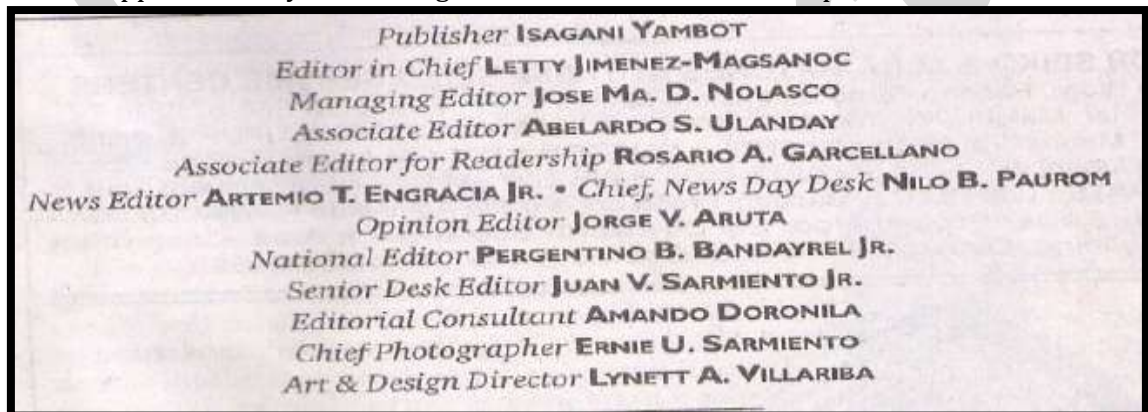 Publisher ISAGANI YAMBOT
Editor in Chief LETTY JIMENEZ-MAGSANOC
Managing Editor JOSE MA. D. NOLASCO
Associate Editor ABELARDO S. ULANDAY
Associate Editor for Readership ROSARIO A. GARCELLANO
News Editor ARTEMIO T. ENGRACIA JR. • Chief, News Day Desk NILO B. PAUROM
Opinion Editor JORGE V. ARUTA
National Editor PERGENTINO B. BANDAYREL JR.
Senior Desk Editor JUAN V. SARMIENTO JR.
Editorial Consultant AMANDO DORONILA
Chief Photographer ERNIE U. SARMIENTO
Art & Design Director LYNETT A. VILLARIBA